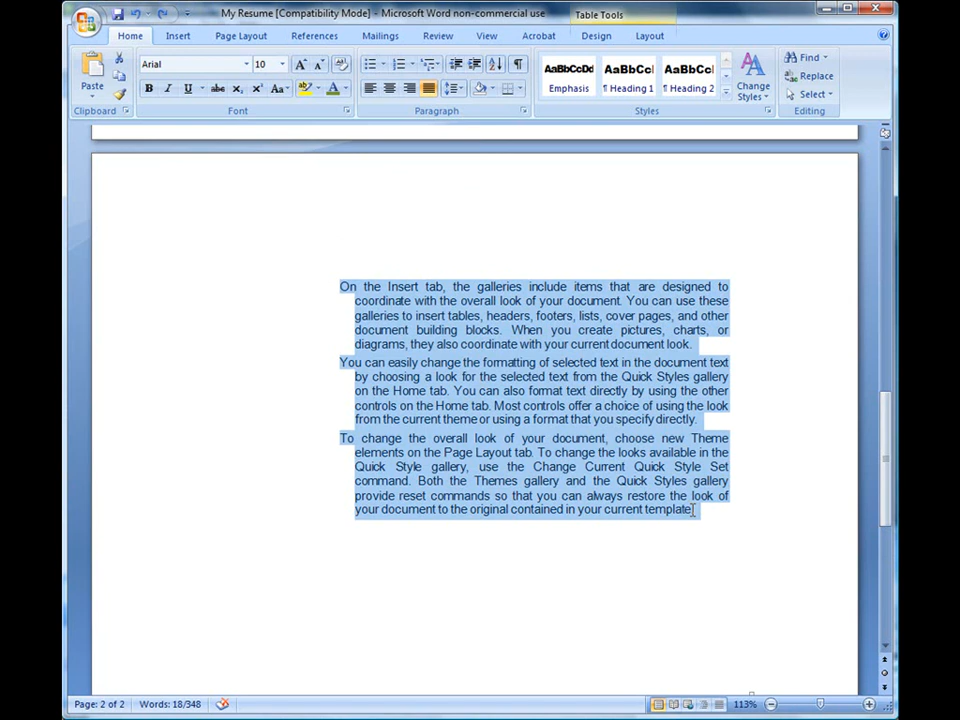 My Resume [Compatibility Mode] - Microsoft Word non-commercial use
Table Tools
Home Insert Page Layout References Mailings Review View Acrobat Design Layout
Paste
Clipboard
Arial 10
B I U abc x₂ x² Aa A
Font
Paragraph
AaBbCcDd AaBbCcI AaBbCcI
Emphasis ¶ Heading 1 ¶ Heading 2
Change Styles
Styles
Find
Replace
Select
Editing
On the Insert tab, the galleries include items that are designed to
coordinate with the overall look of your document. You can use these
galleries to insert tables, headers, footers, lists, cover pages, and other
document building blocks. When you create pictures, charts, or
diagrams, they also coordinate with your current document look.
You can easily change the formatting of selected text in the document text
by choosing a look for the selected text from the Quick Styles gallery
on the Home tab. You can also format text directly by using the other
controls on the Home tab. Most controls offer a choice of using the look
from the current theme or using a format that you specify directly.
To change the overall look of your document, choose new Theme
elements on the Page Layout tab. To change the looks available in the
Quick Style gallery, use the Change Current Quick Style Set
command. Both the Themes gallery and the Quick Styles gallery
provide reset commands so that you can always restore the look of
your document to the original contained in your current template
Page: 2 of 2 Words: 18/348 113%